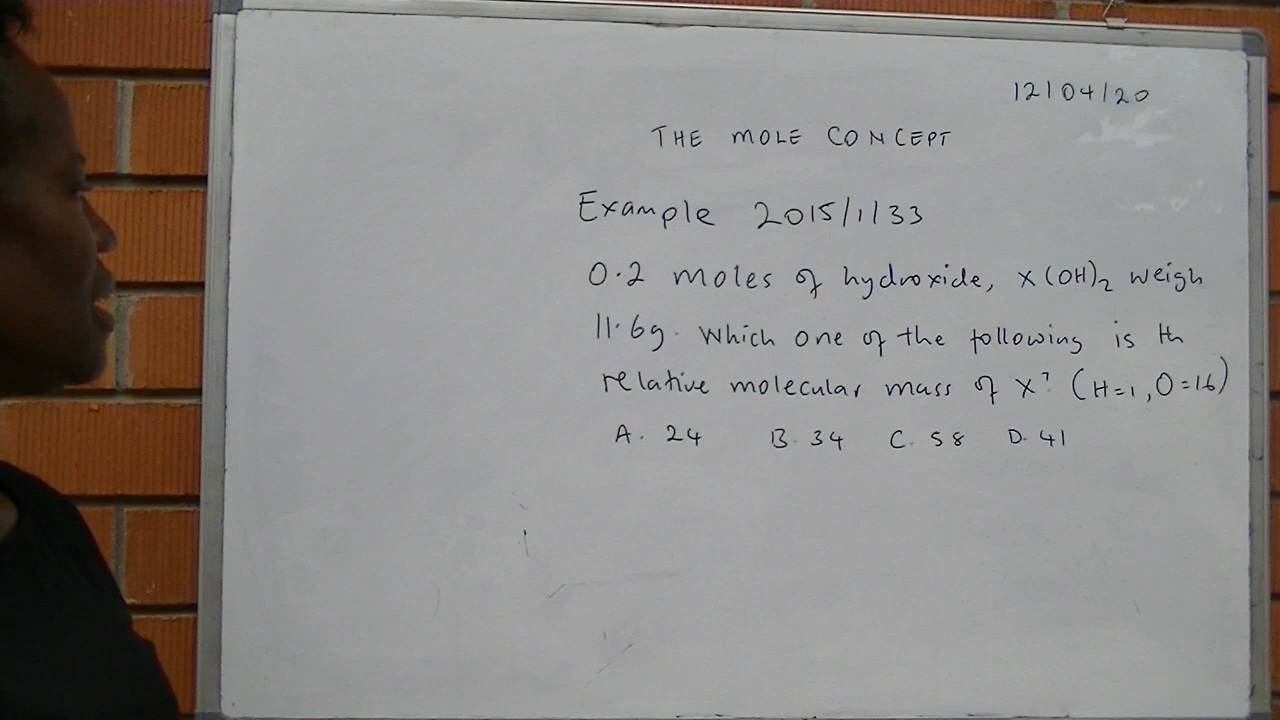 12/04/20
THE MOLE CONCEPT
Example 2015/1/33
0.2 moles of hydroxide, X(OH)₂ weigh
11.6g. Which one of the following is th
relative molecular mass of X? (H=1, O=16)
A. 24 B. 34 C. 58 D. 41